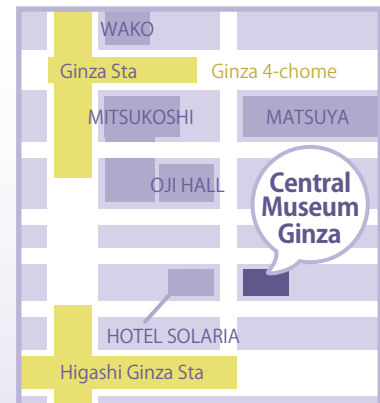 WAKO
Ginza Sta
Ginza 4-chome
MITSUKOSHI
MATSUYA
OJI HALL
Central
Museum
Ginza
HOTEL SOLARIA
Higashi Ginza Sta